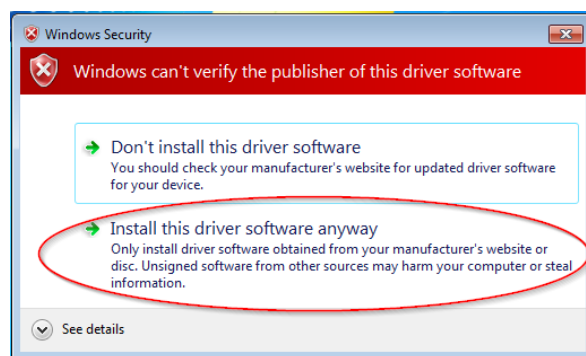 Windows Security
Windows can't verify the publisher of this driver software
Don't install this driver software
You should check your manufacturer's website for updated driver software
for your device.
Install this driver software anyway
Only install driver software obtained from your manufacturer's website or
disc. Unsigned software from other sources may harm your computer or steal
information.
See details